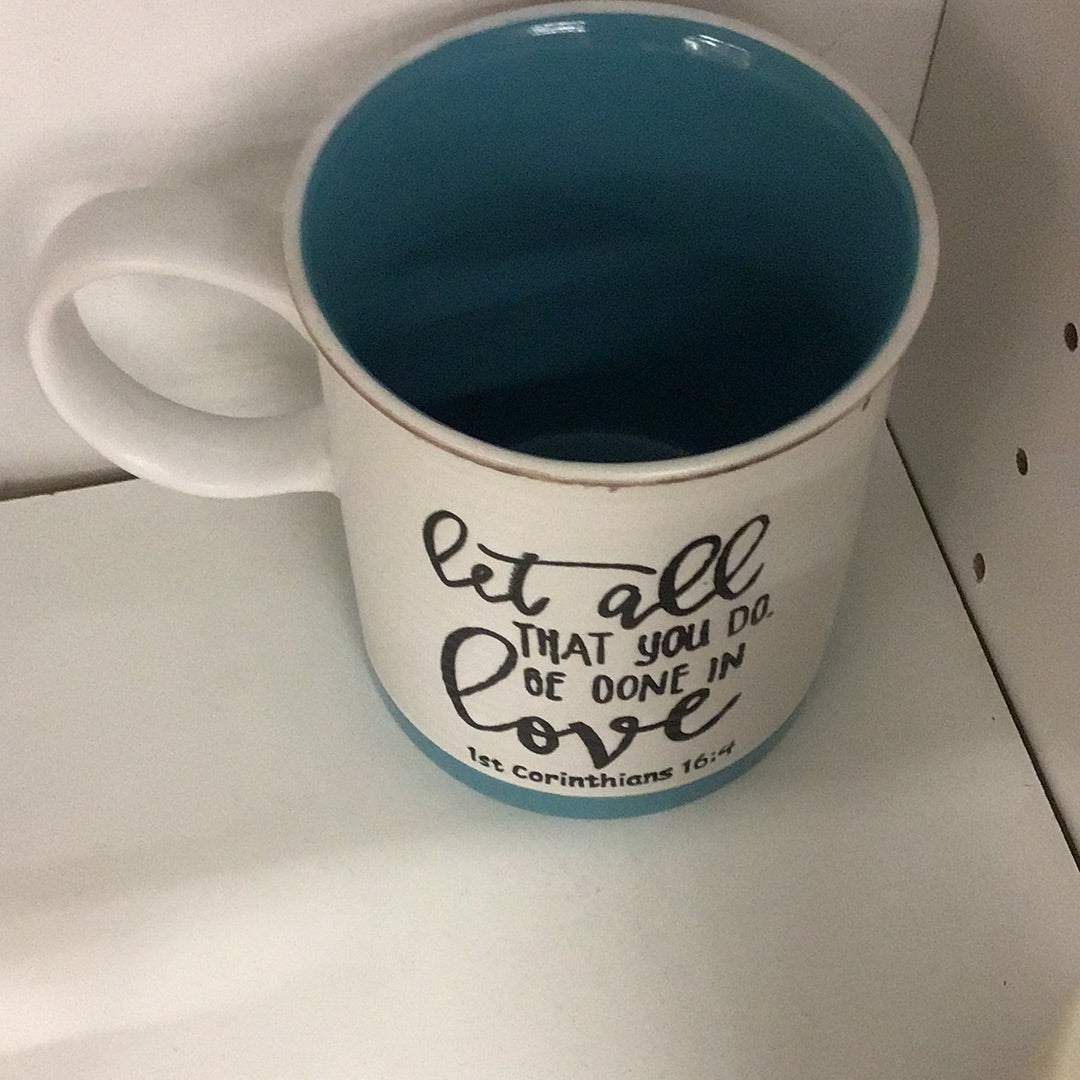 let all
THAT YOU DO.
BE DONE IN
love
1st Corinthians 16:4